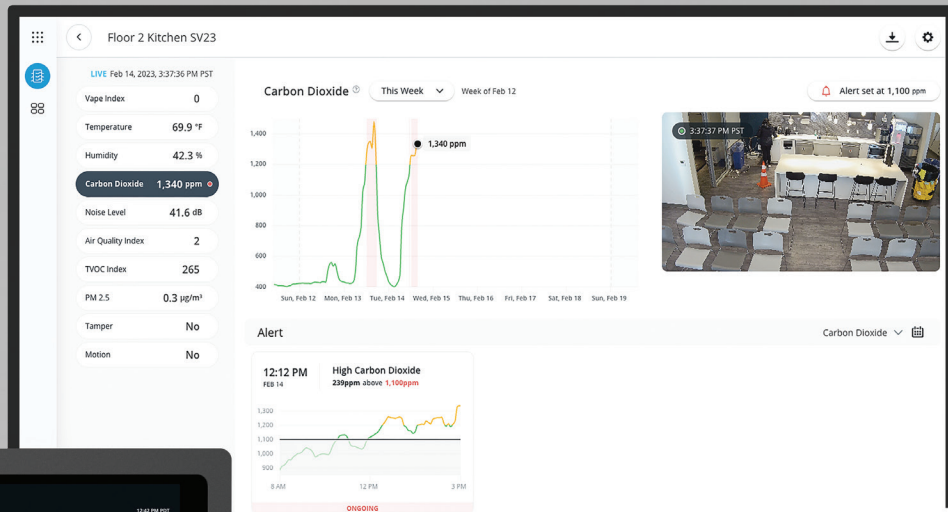 Floor 2 Kitchen SV23
LIVE Feb 14, 2023, 3:37:36 PM PST
Vape Index 0
Temperature 69.9 °F
Humidity 42.3 %
Carbon Dioxide 1,340 ppm
Noise Level 41.6 dB
Air Quality Index 2
TVOC Index 265
PM 2.5 0.3 µg/m³
Tamper No
Motion No
Carbon Dioxide ? This Week Week of Feb 12
Alert set at 1,100 ppm
1,400
1,200
1,000
800
600
400
1,340 ppm
Sun, Feb 12 Mon, Feb 13 Tue, Feb 14 Wed, Feb 15 Thu, Feb 16 Fri, Feb 17 Sat, Feb 18 Sun, Feb 19
3:37:37 PM PST
Alert
Carbon Dioxide
12:12 PM
FEB 14
High Carbon Dioxide
239ppm above 1,100ppm
1,300
1,200
1,100
1,000
900
8 AM 12 PM 3 PM
ONGOING
12:42 PM PDT